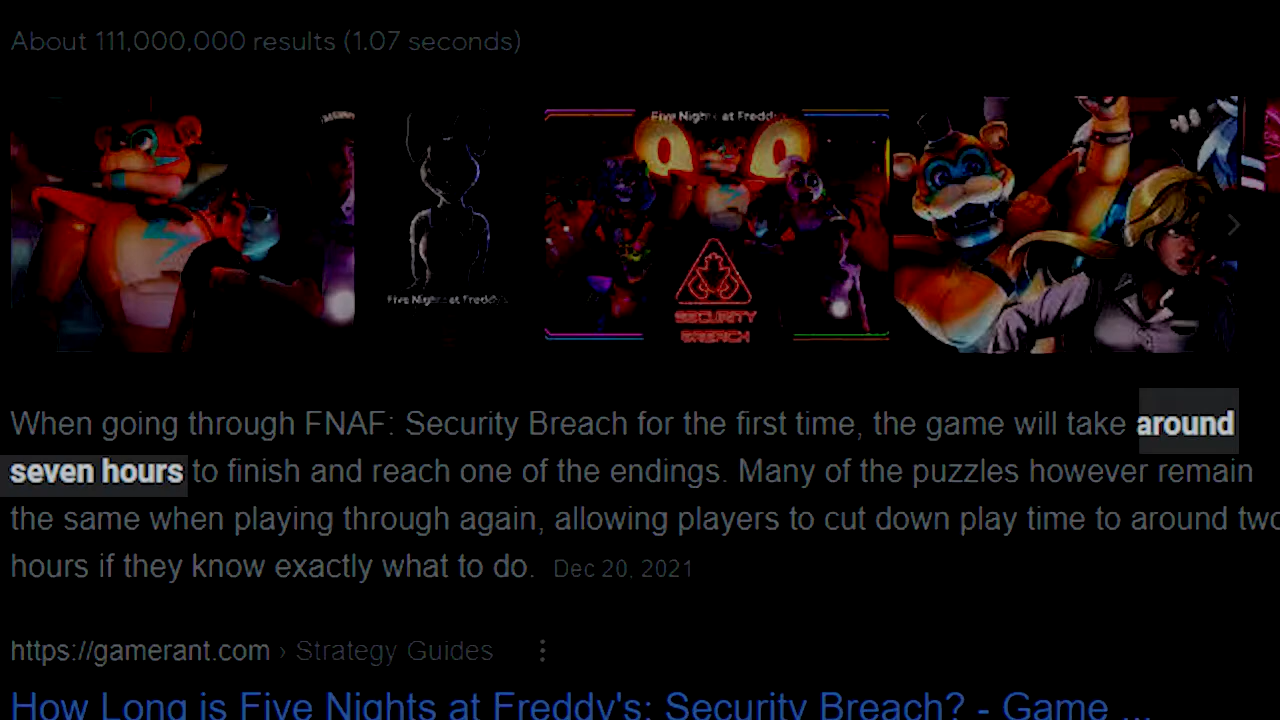 About 111,000,000 results (1.07 seconds)
Five Nights at Freddy's
Five Nights at Freddy's
SECURITY
BREACH
When going through FNAF: Security Breach for the first time, the game will take around
seven hours to finish and reach one of the endings. Many of the puzzles however remain
the same when playing through again, allowing players to cut down play time to around two
hours if they know exactly what to do. Dec 20, 2021
https://gamerant.com › Strategy Guides
How Long is Five Nights at Freddy's: Security Breach? - Game ...